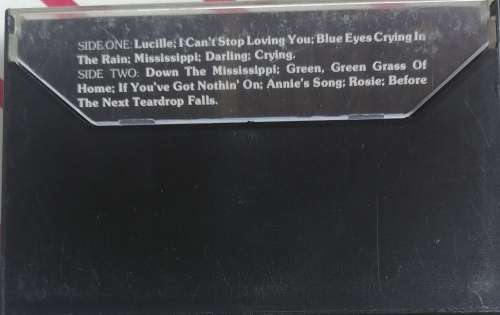 SIDE ONE: Lucille; I Can't Stop Loving You; Blue Eyes Crying In
The Rain; Mississippi; Darling; Crying.
SIDE TWO: Down The Mississippi; Green, Green Grass Of
Home; If You've Got Nothin' On; Annie's Song; Rosie; Before
The Next Teardrop Falls.